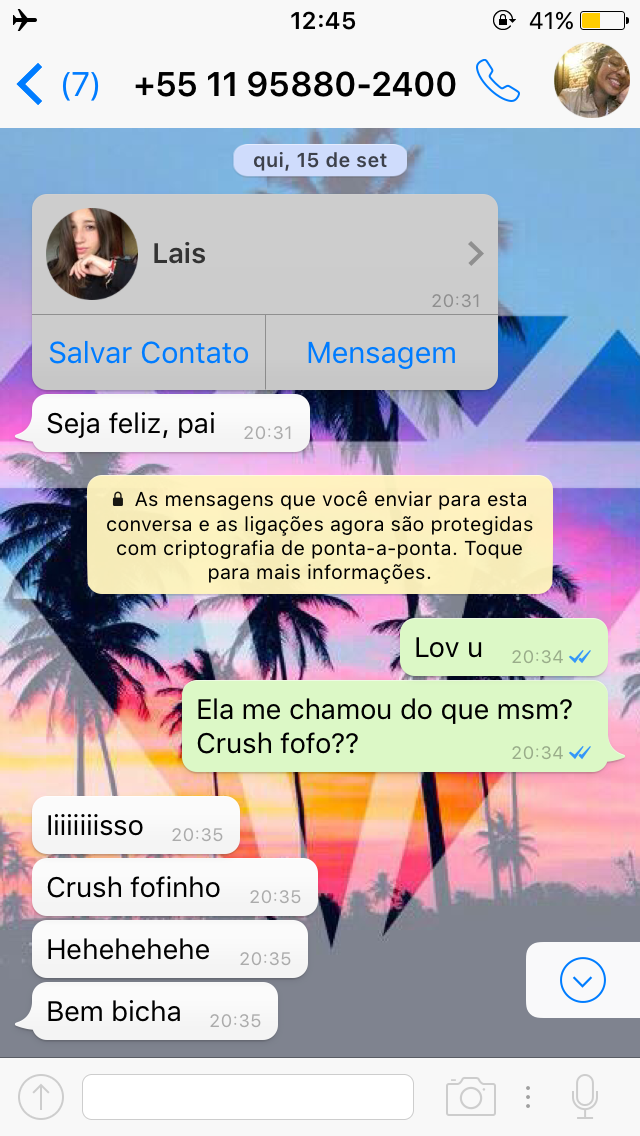 12:45
41%
(7)
+55 11 95880-2400
qui, 15 de set
Lais
20:31
Salvar Contato
Mensagem
Seja feliz, pai
20:31
As mensagens que você enviar para esta
conversa e as ligações agora são protegidas
com criptografia de ponta-a-ponta. Toque
para mais informações.
Lov u
20:34
Ela me chamou do que msm?
Crush fofo??
20:34
Iiiiiiiisso
20:35
Crush fofinho
20:35
Hehehehehe
20:35
Bem bicha
20:35